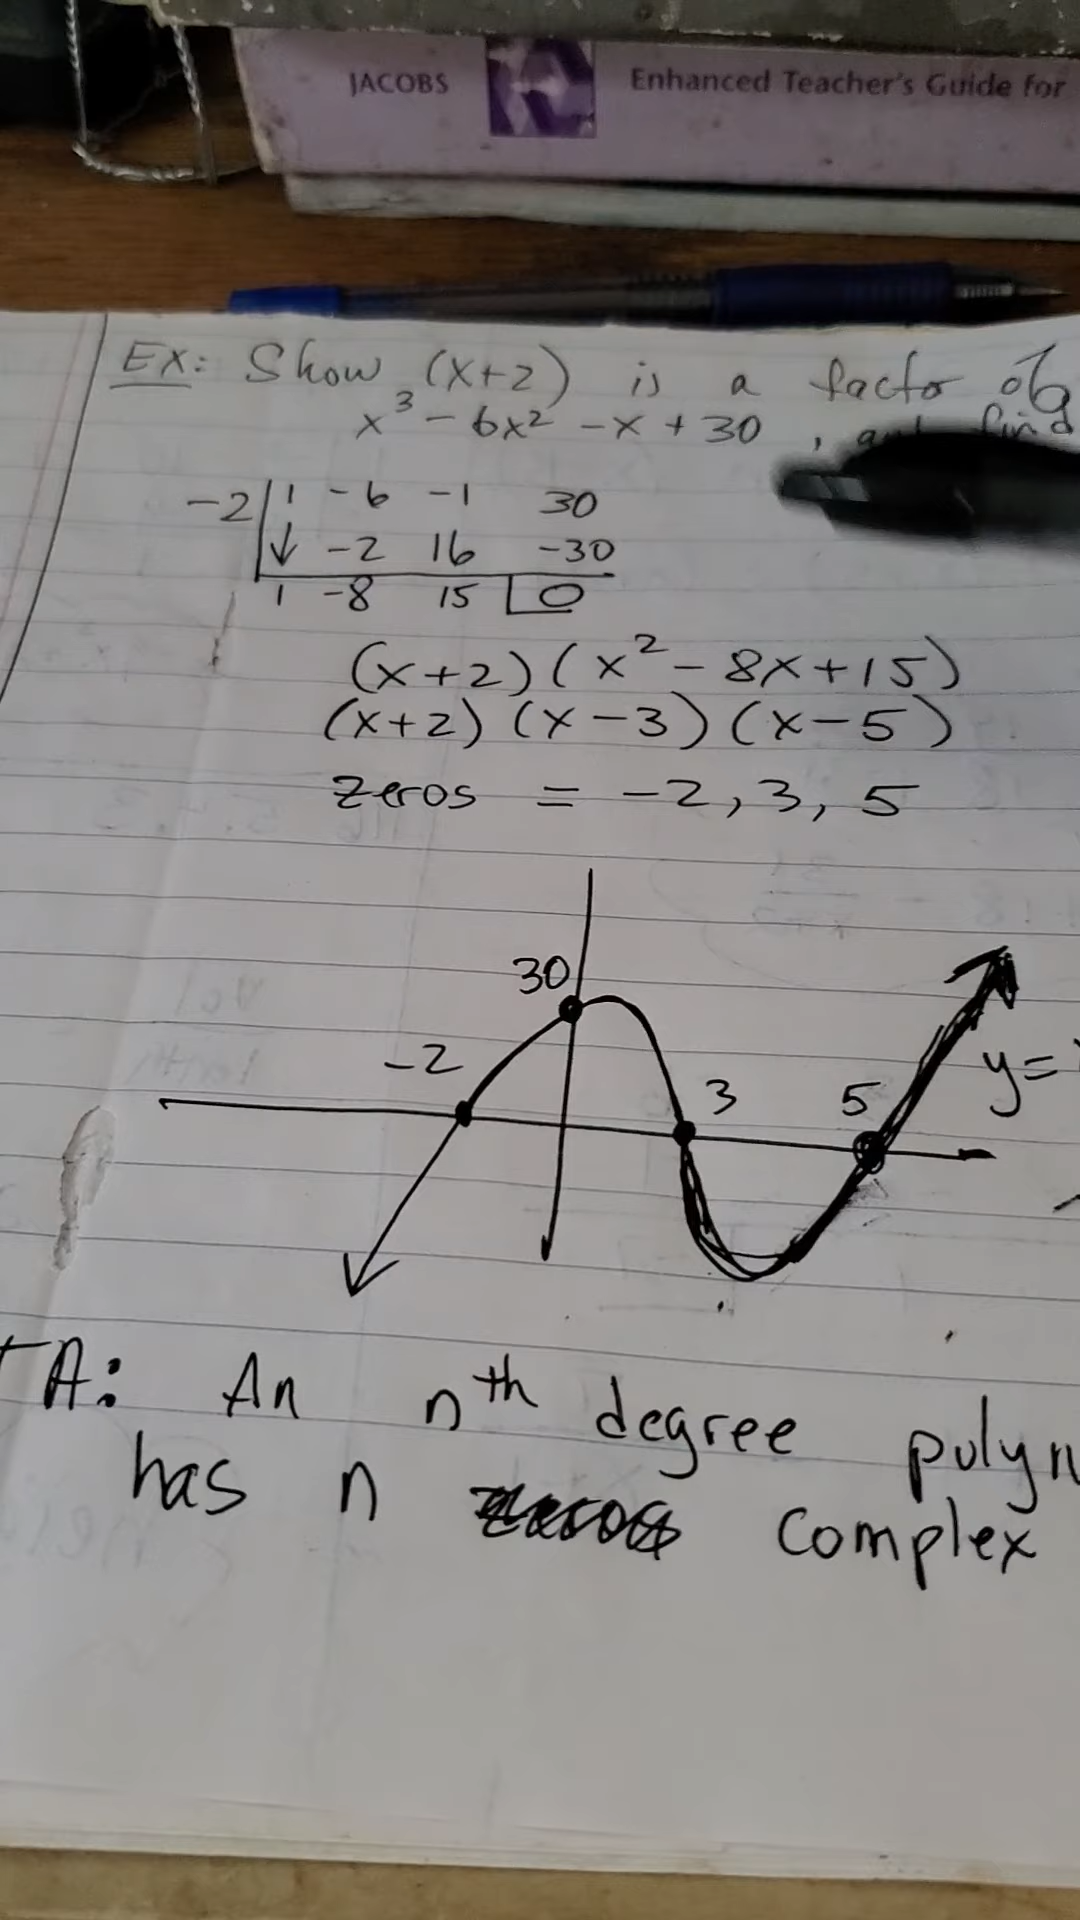 JACOBS Enhanced Teacher's Guide for
EX: Show (x+2) is a factor of
x³ - 6x² - x + 30, and find
-2 | 1 -6 -1 30
↓ -2 16 -30
1 -8 15 0
(x+2)(x² - 8x + 15)
(x+2)(x-3)(x-5)
zeros = -2, 3, 5
30
-2
3
5
y=
A: An nth degree polyn
has n complex